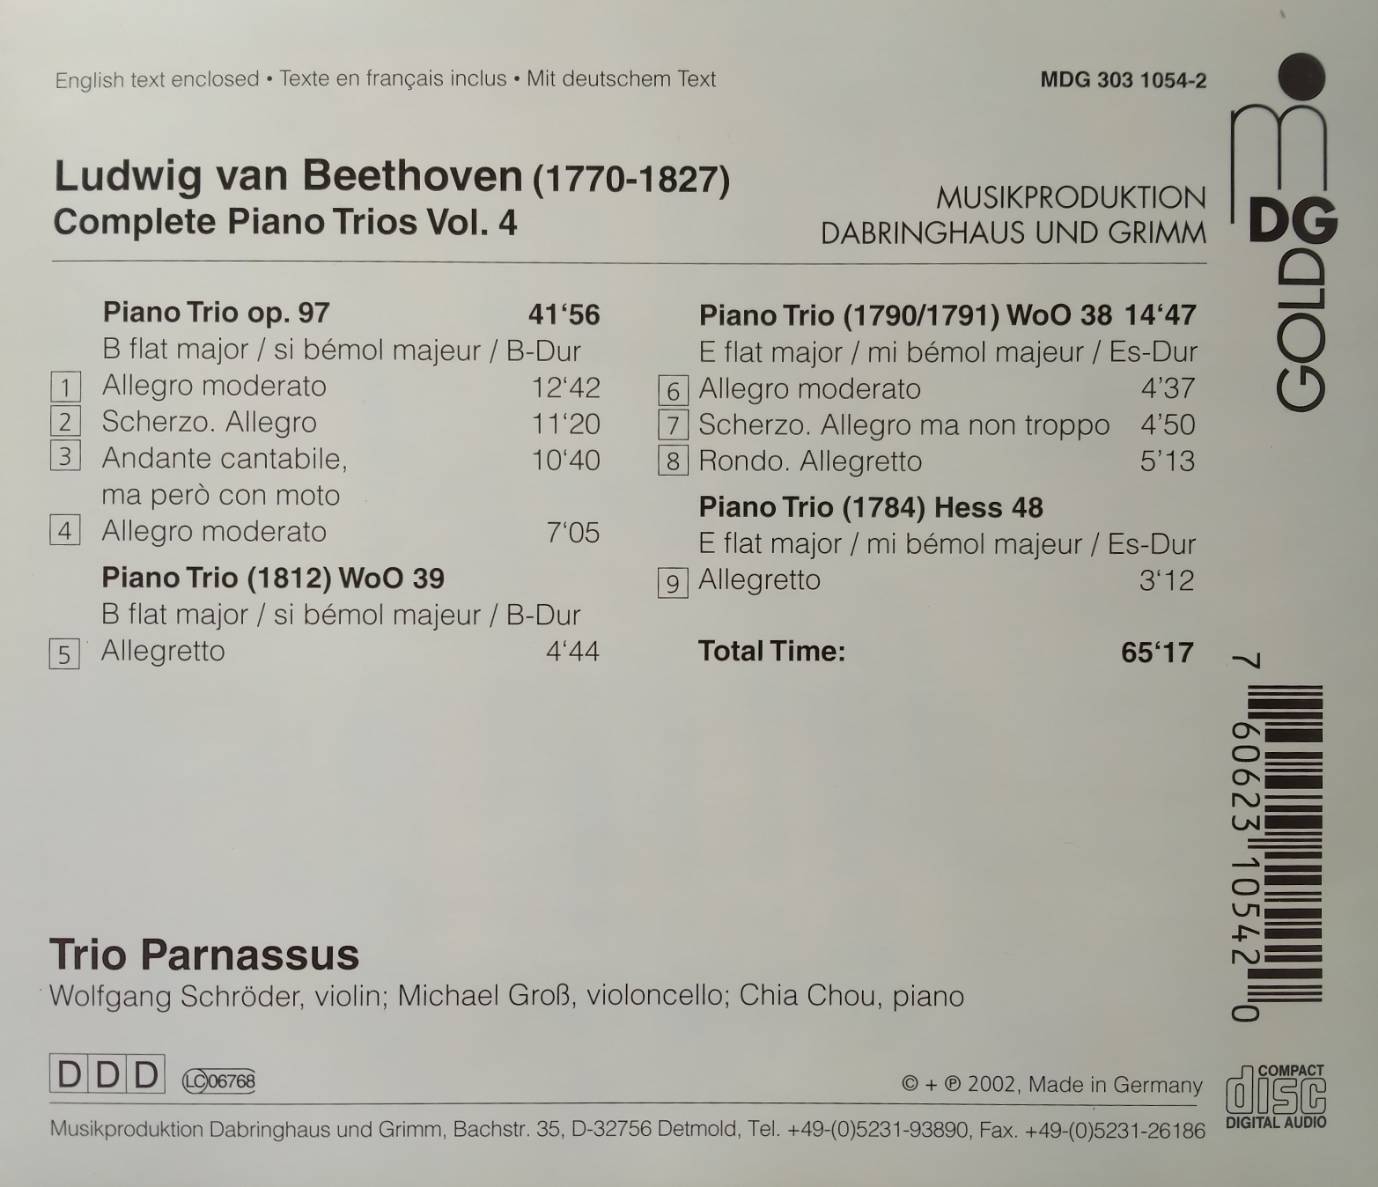 English text enclosed • Texte en français inclus • Mit deutschem Text
MDG 303 1054-2
Ludwig van Beethoven (1770-1827)
Complete Piano Trios Vol. 4
MUSIKPRODUKTION
DABRINGHAUS UND GRIMM
m
DG
GOLD
Piano Trio op. 97 41‘56
B flat major / si bémol majeur / B-Dur
1 Allegro moderato 12‘42
2 Scherzo. Allegro 11‘20
3 Andante cantabile, 10‘40
ma però con moto
4 Allegro moderato 7‘05
Piano Trio (1812) WoO 39
B flat major / si bémol majeur / B-Dur
5 Allegretto 4‘44
Piano Trio (1790/1791) WoO 38 14‘47
E flat major / mi bémol majeur / Es-Dur
6 Allegro moderato 4’37
7 Scherzo. Allegro ma non troppo 4’50
8 Rondo. Allegretto 5’13
Piano Trio (1784) Hess 48
E flat major / mi bémol majeur / Es-Dur
9 Allegretto 3‘12
Total Time: 65‘17
7 60623 10542 0
Trio Parnassus
Wolfgang Schröder, violin; Michael Groß, violoncello; Chia Chou, piano
D D D
LC 06768
© + ℗ 2002, Made in Germany
COMPACT
disc
DIGITAL AUDIO
Musikproduktion Dabringhaus und Grimm, Bachstr. 35, D-32756 Detmold, Tel. +49-(0)5231-93890, Fax. +49-(0)5231-26186